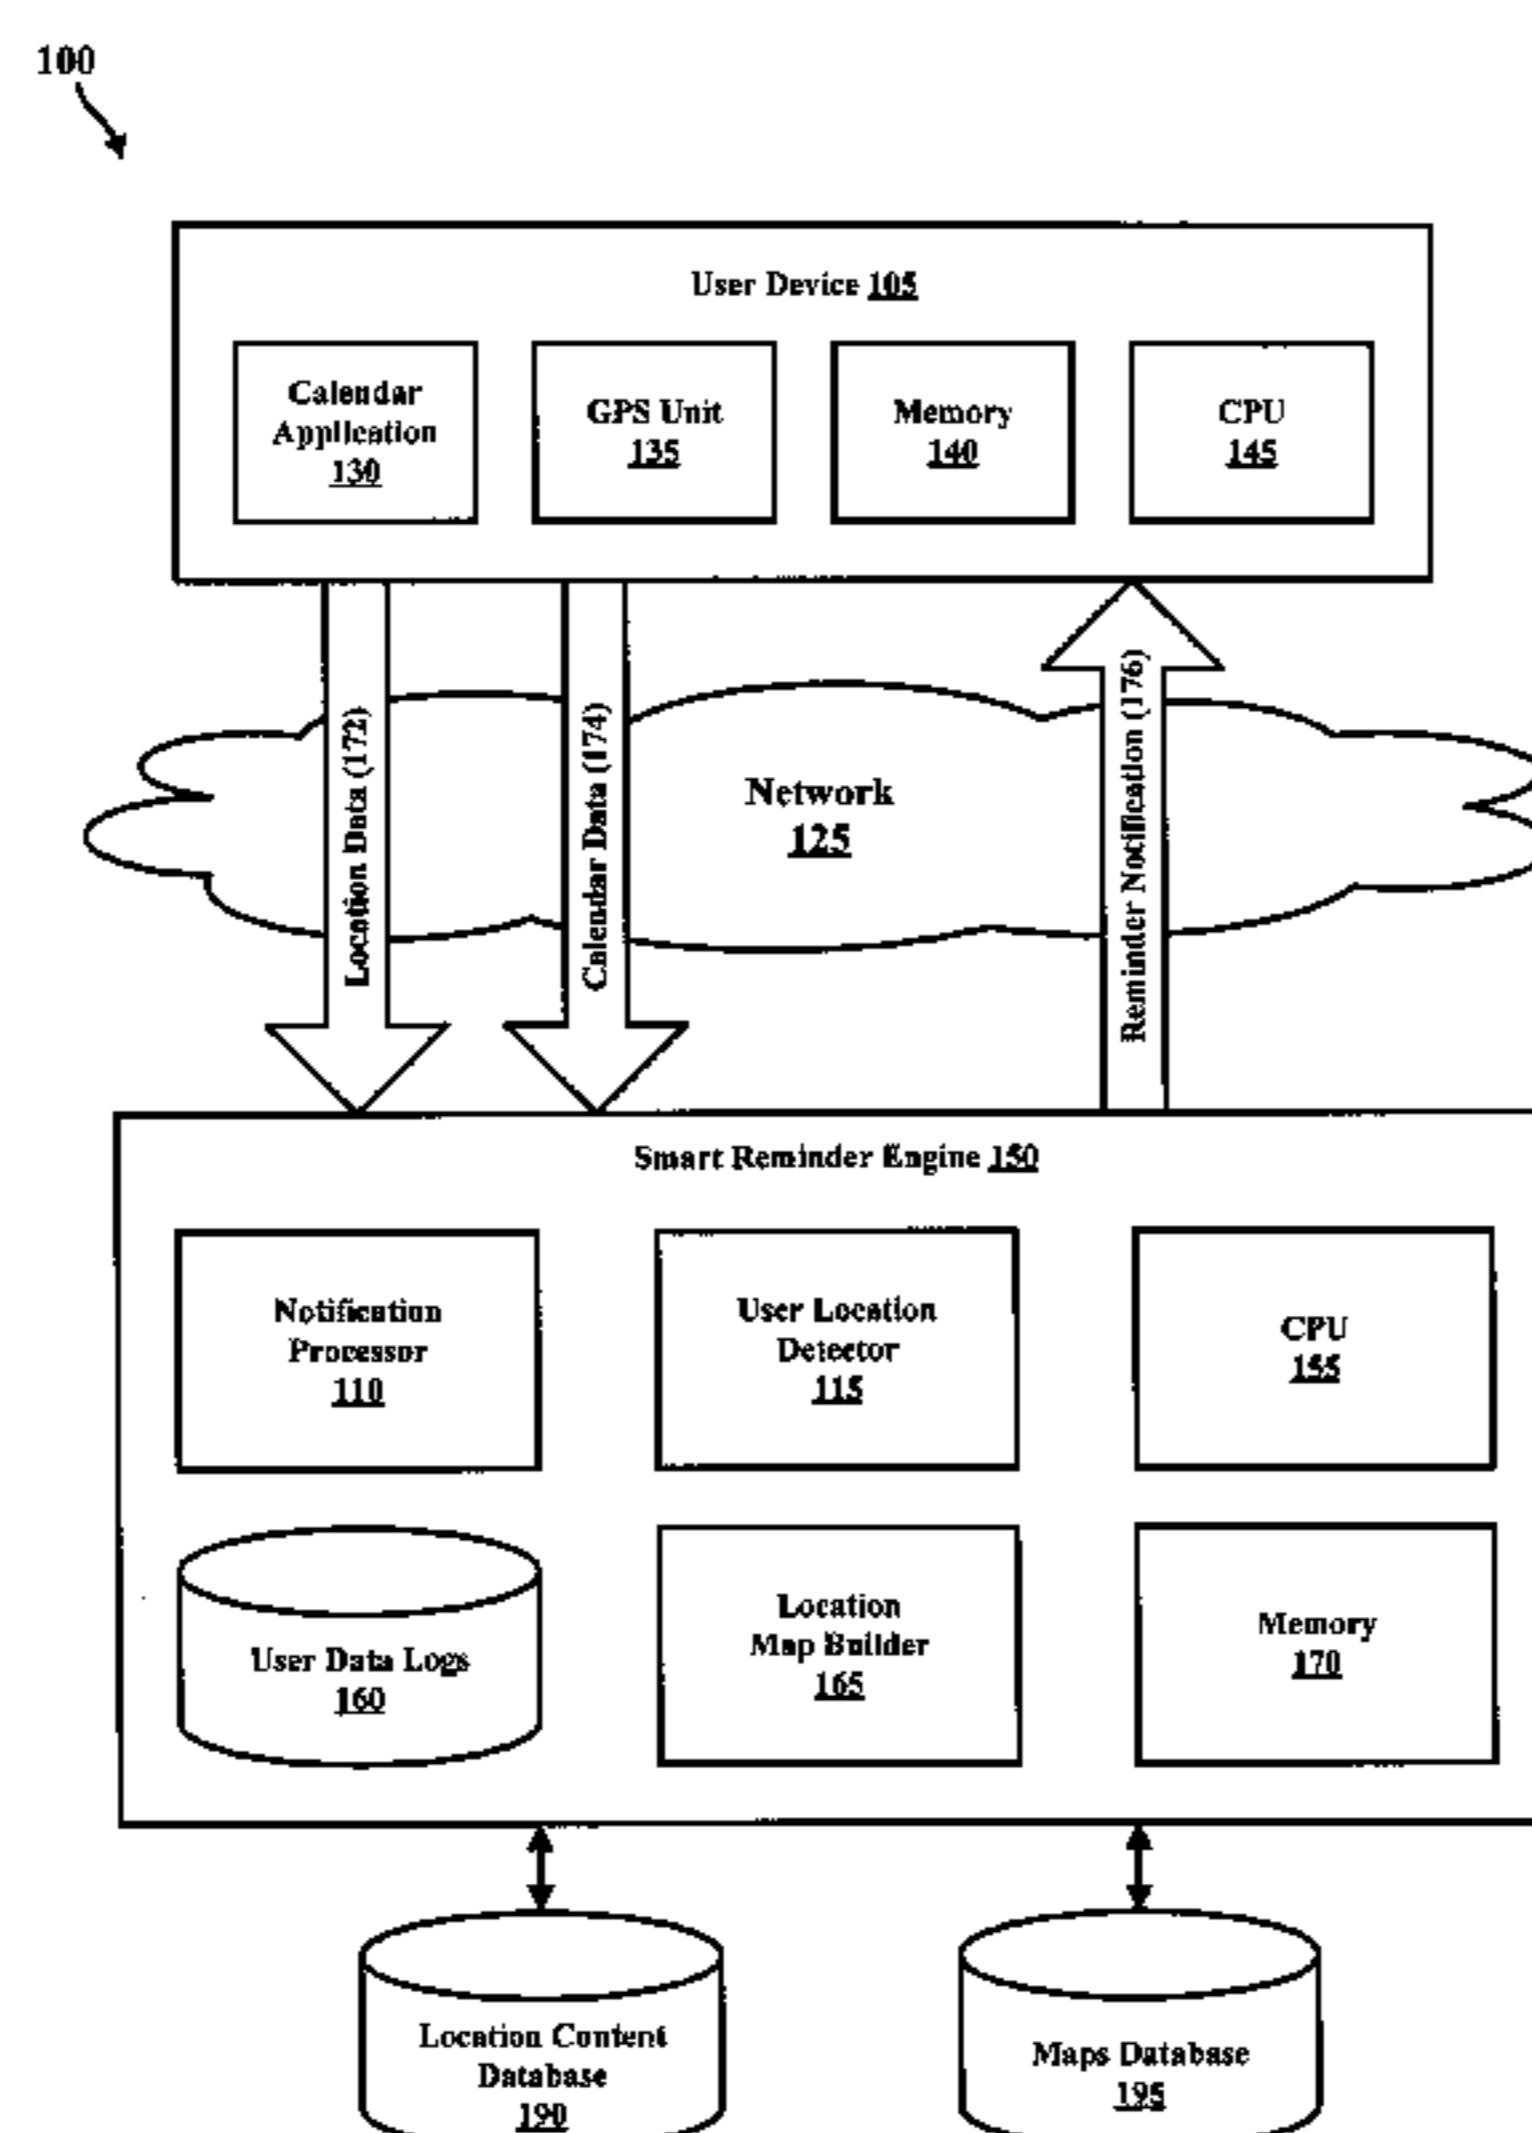 100
User Device 105
Calendar
Application
130
GPS Unit
135
Memory
140
CPU
145
Location Data (172)
Calendar Data (174)
Network
125
Reminder Notification (176)
Smart Reminder Engine 150
Notification
Processor
110
User Location
Detector
115
CPU
155
User Data Logs
160
Location
Map Builder
165
Memory
170
Location Content
Database
190
Maps Database
195